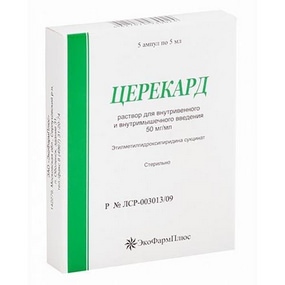 5 ампул по 5 мл
ЦЕРЕКАРД
раствор для внутривенного
и внутримышечного введения
50 мг/мл
Этилметилгидроксипиридина сукцинат
Стерильно
Р № ЛСР-003013/09
ЭкоФармПлюс